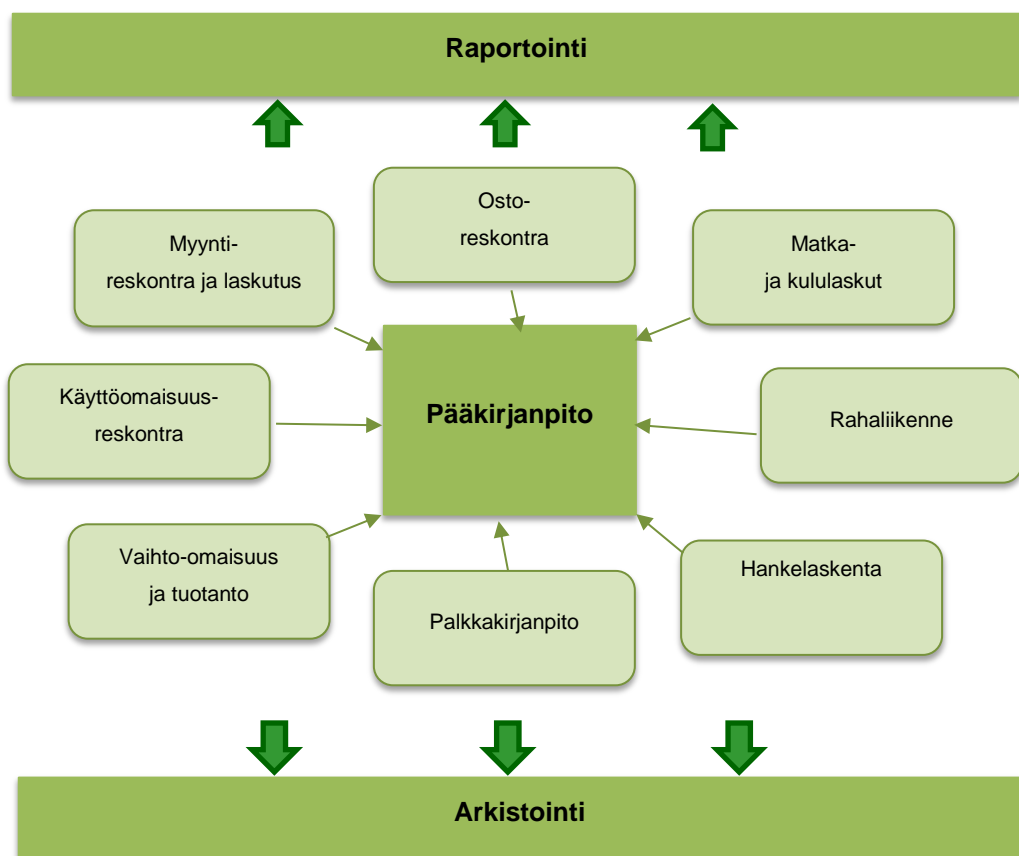 Raportointi
Osto-
reskontra
Myynti-
reskontra ja laskutus
Matka-
ja kululaskut
Käyttöomaisuus-
reskontra
Pääkirjanpito
Rahaliikenne
Vaihto-omaisuus
ja tuotanto
Palkkakirjanpito
Hankelaskenta
Arkistointi